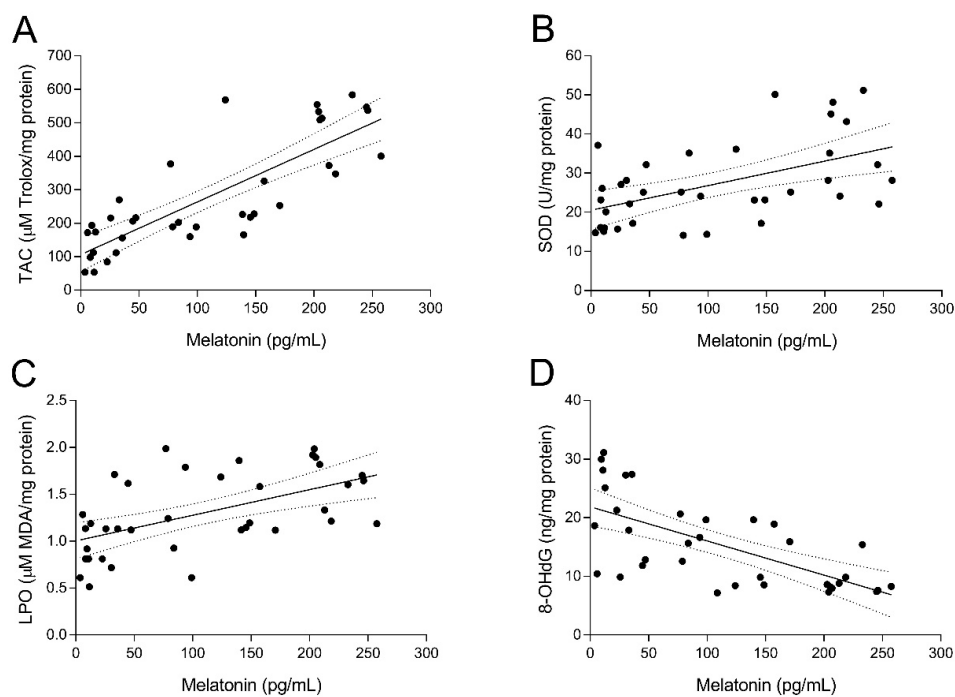 A
TAC (μM Trolox/mg protein)
700
600
500
400
300
200
100
0
0 50 100 150 200 250 300
Melatonin (pg/mL)
B
SOD (U/mg protein)
60
50
40
30
20
10
0
0 50 100 150 200 250 300
Melatonin (pg/mL)
C
LPO (μM MDA/mg protein)
2.5
2.0
1.5
1.0
0.5
0.0
0 50 100 150 200 250 300
Melatonin (pg/mL)
D
8-OHdG (ng/mg protein)
40
30
20
10
0
0 50 100 150 200 250 300
Melatonin (pg/mL)